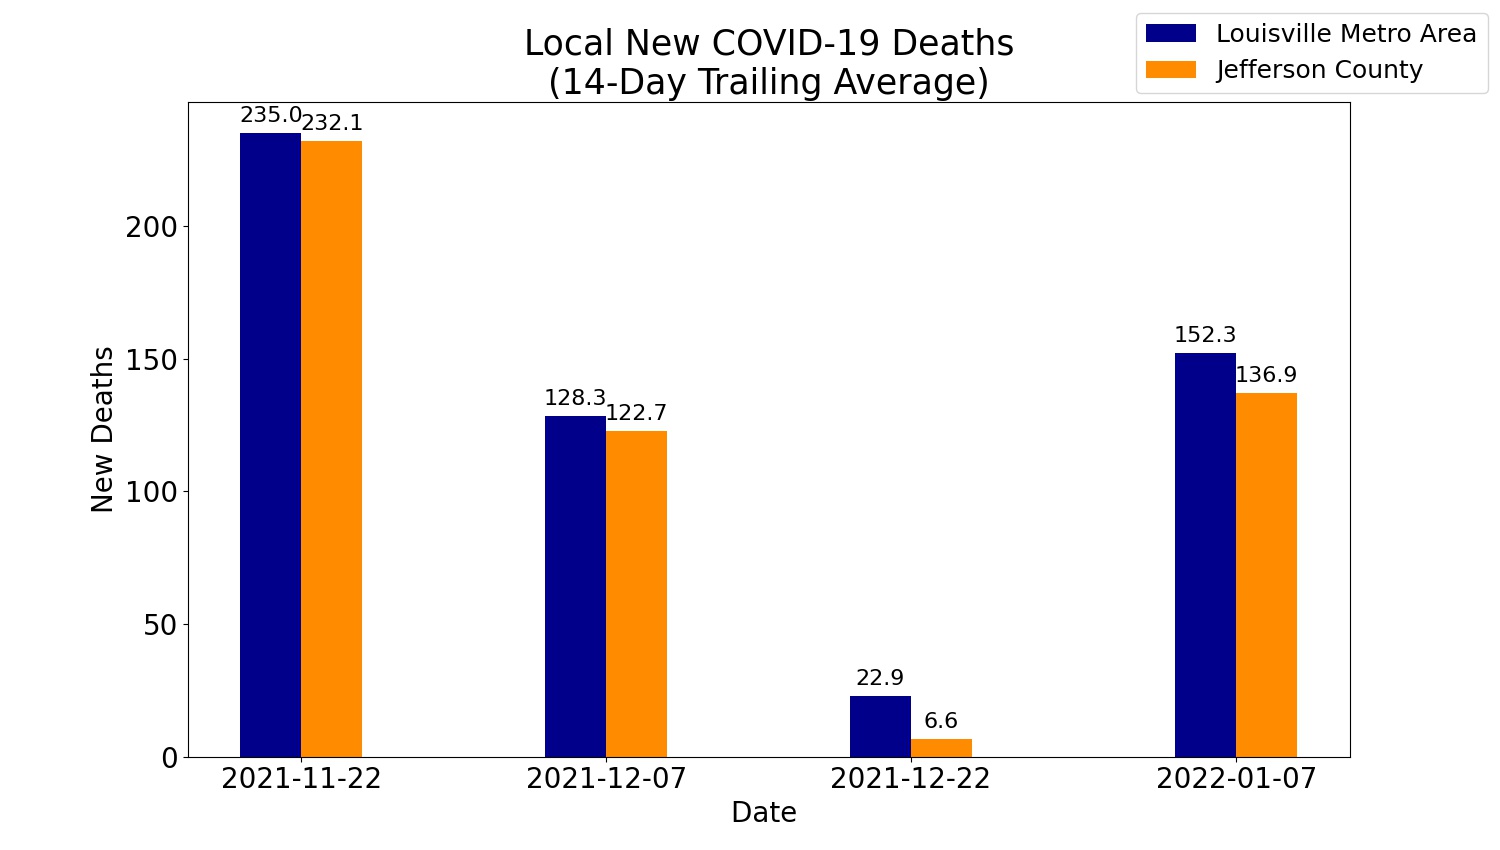 Local New COVID-19 Deaths
(14-Day Trailing Average)
Louisville Metro Area
Jefferson County
235.0
232.1
128.3
122.7
22.9
6.6
152.3
136.9
New Deaths
200
150
100
50
0
2021-11-22
2021-12-07
2021-12-22
2022-01-07
Date